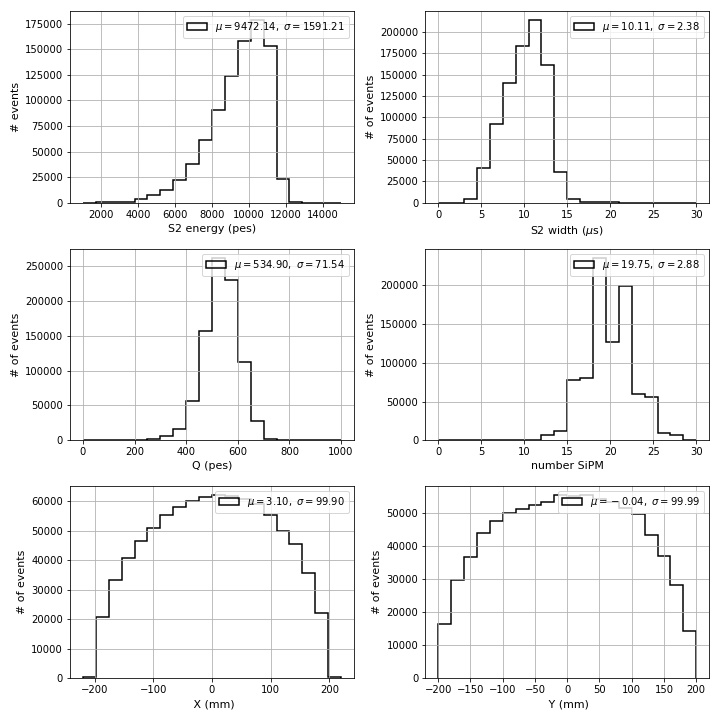 μ = 9472.14, σ = 1591.21
# events
175000
150000
125000
100000
75000
50000
25000
0
2000 4000 6000 8000 10000 12000 14000
S2 energy (pes)
μ = 10.11, σ = 2.38
# of events
200000
175000
150000
125000
100000
75000
50000
25000
0
0 5 10 15 20 25 30
S2 width (μs)
μ = 534.90, σ = 71.54
# of events
250000
200000
150000
100000
50000
0
0 200 400 600 800 1000
Q (pes)
μ = 19.75, σ = 2.88
# of events
200000
150000
100000
50000
0
0 5 10 15 20 25 30
number SiPM
μ = 3.10, σ = 99.90
# of events
60000
50000
40000
30000
20000
10000
0
−200 −100 0 100 200
X (mm)
μ = −0.04, σ = 99.99
# of events
50000
40000
30000
20000
10000
0
−200 −150 −100 −50 0 50 100 150 200
Y (mm)